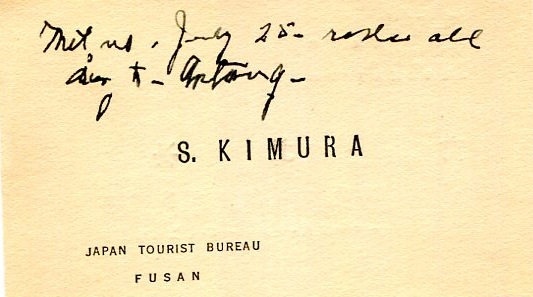 Met us, July 25 - rode all
day to - Antung -
S. KIMURA
JAPAN TOURIST BUREAU
FUSAN